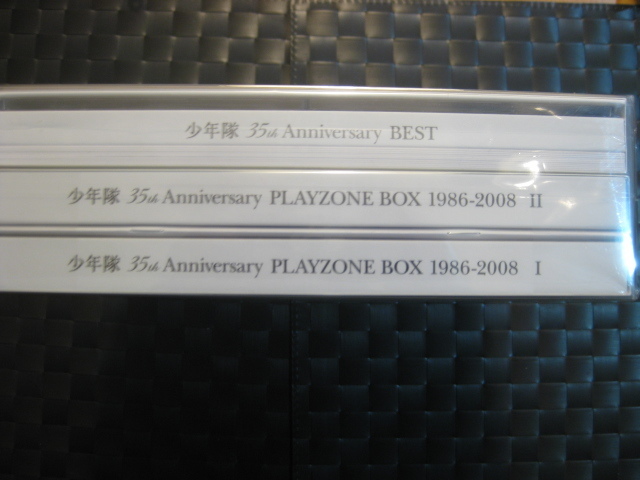 少年隊 35th Anniversary BEST
少年隊 35th Anniversary PLAYZONE BOX 1986-2008 II
少年隊 35th Anniversary PLAYZONE BOX 1986-2008 I